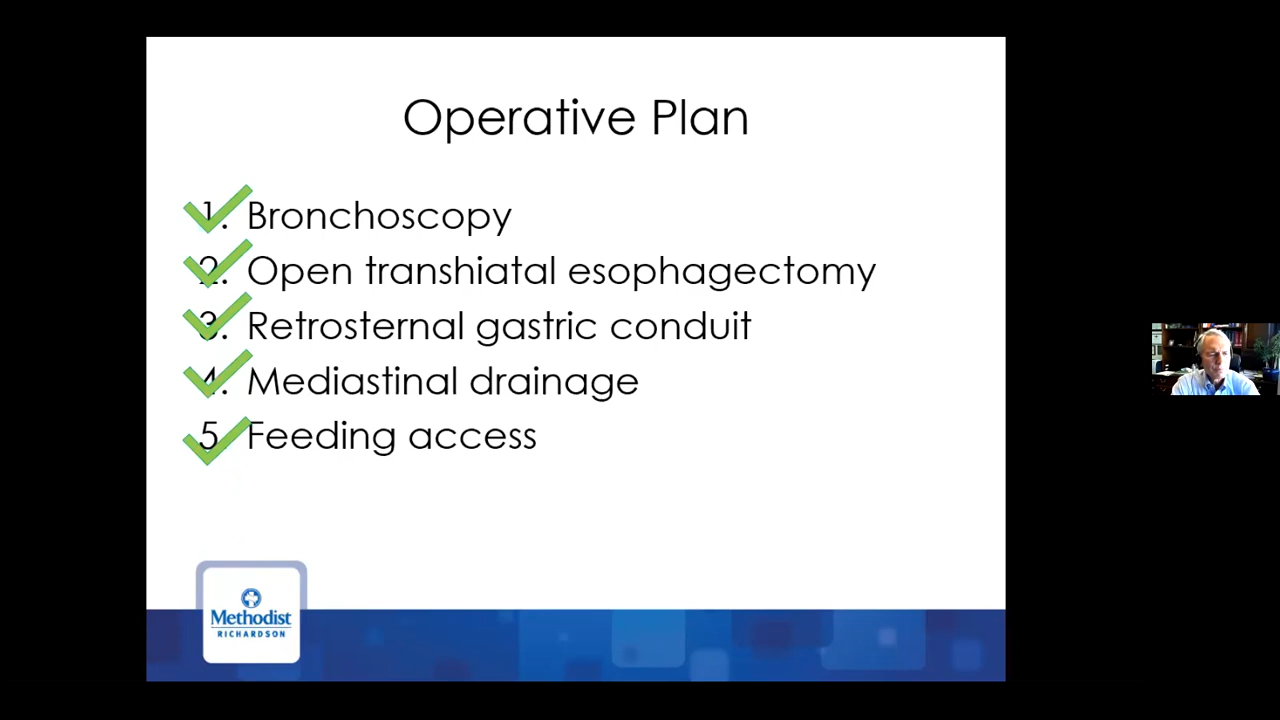 Operative Plan
1. Bronchoscopy
2. Open transhiatal esophagectomy
3. Retrosternal gastric conduit
4. Mediastinal drainage
5. Feeding access
Methodist
RICHARDSON